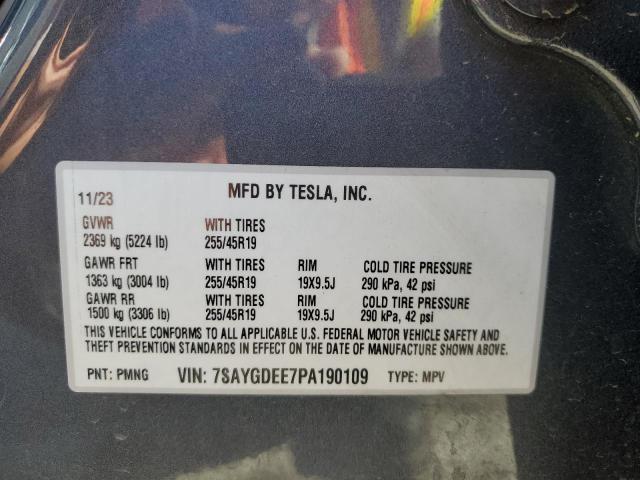 11/23 MFD BY TESLA, INC.
GVWR WITH TIRES
2369 kg (5224 lb) 255/45R19
GAWR FRT WITH TIRES RIM COLD TIRE PRESSURE
1363 kg (3004 lb) 255/45R19 19X9.5J 290 kPa, 42 psi
GAWR RR WITH TIRES RIM COLD TIRE PRESSURE
1500 kg (3306 lb) 255/45R19 19X9.5J 290 kPa, 42 psi
THIS VEHICLE CONFORMS TO ALL APPLICABLE U.S. FEDERAL MOTOR VEHICLE SAFETY AND
THEFT PREVENTION STANDARDS IN EFFECT ON THE DATE OF MANUFACTURE SHOWN ABOVE.
PNT: PMNG VIN: 7SAYGDEE7PA190109 TYPE: MPV